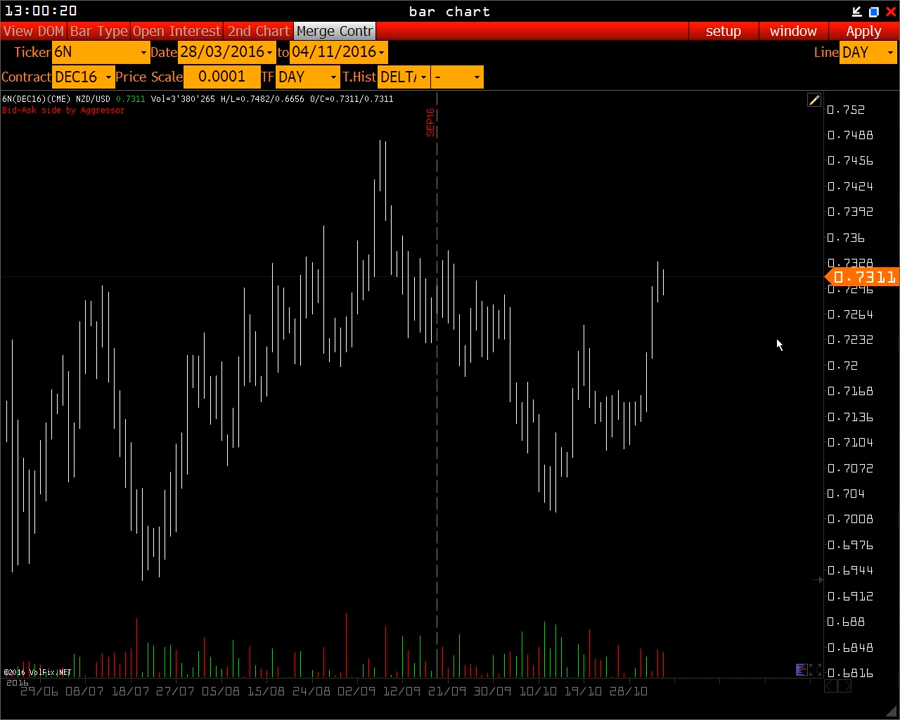 13:00:20 bar chart
View DOM Bar Type Open Interest 2nd Chart Merge Contr setup window Apply
Ticker 6N Date 28/03/2016 to 04/11/2016 Line DAY
Contract DEC16 Price Scale 0.0001 TF DAY T.Hist DELT/ -
6N(DEC16)(CME) NZD/USD 0.7311 Vol=3'380'265 H/L=0.7482/0.6656 O/C=0.7311/0.7311
Bid-Ask side by Aggressor
SEP16
0.752
0.7488
0.7456
0.7424
0.7392
0.736
0.7328
0.7311
0.7296
0.7264
0.7232
0.72
0.7168
0.7136
0.7104
0.7072
0.704
0.7008
0.6976
0.6944
0.6912
0.688
0.6848
0.6816
©2016 VolFix.NET
2016
29/06 08/07 18/07 27/07 05/08 15/08 24/08 02/09 12/09 21/09 30/09 10/10 19/10 28/10